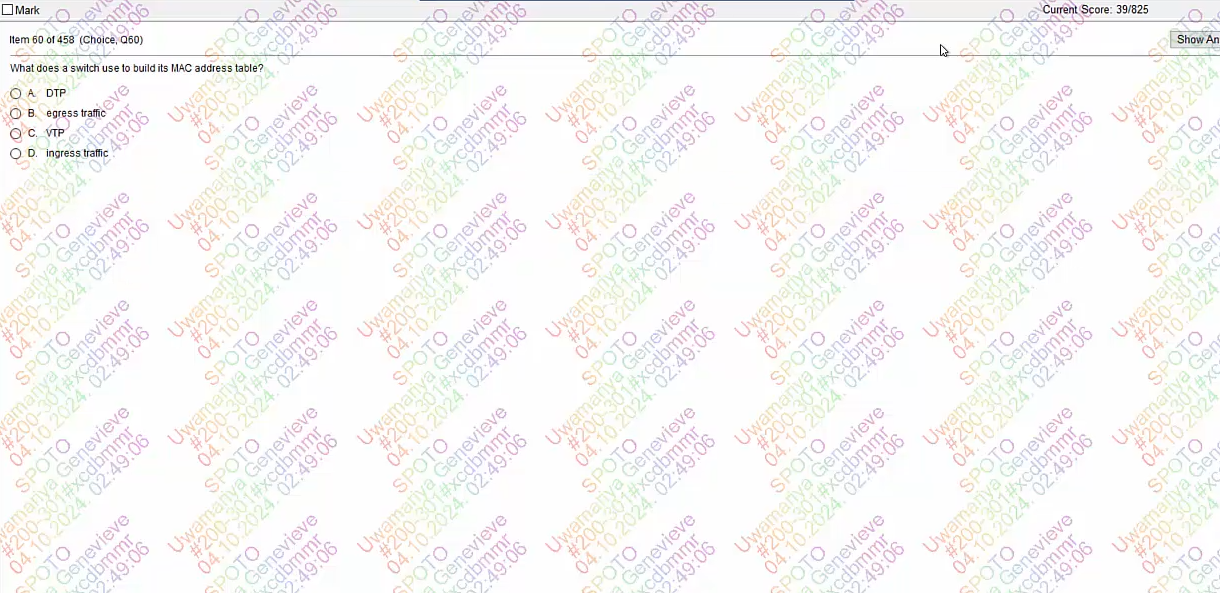 Mark
Current Score: 39/825
Item 60 of 458 (Choice, Q60)
Show An
What does a switch use to build its MAC address table?
A. DTP
B. egress traffic
C. VTP
D. ingress traffic
SPOTO
Uwamariya Genevieve
#200-301#xcdbmmr
04.10.2024. 02:49:06